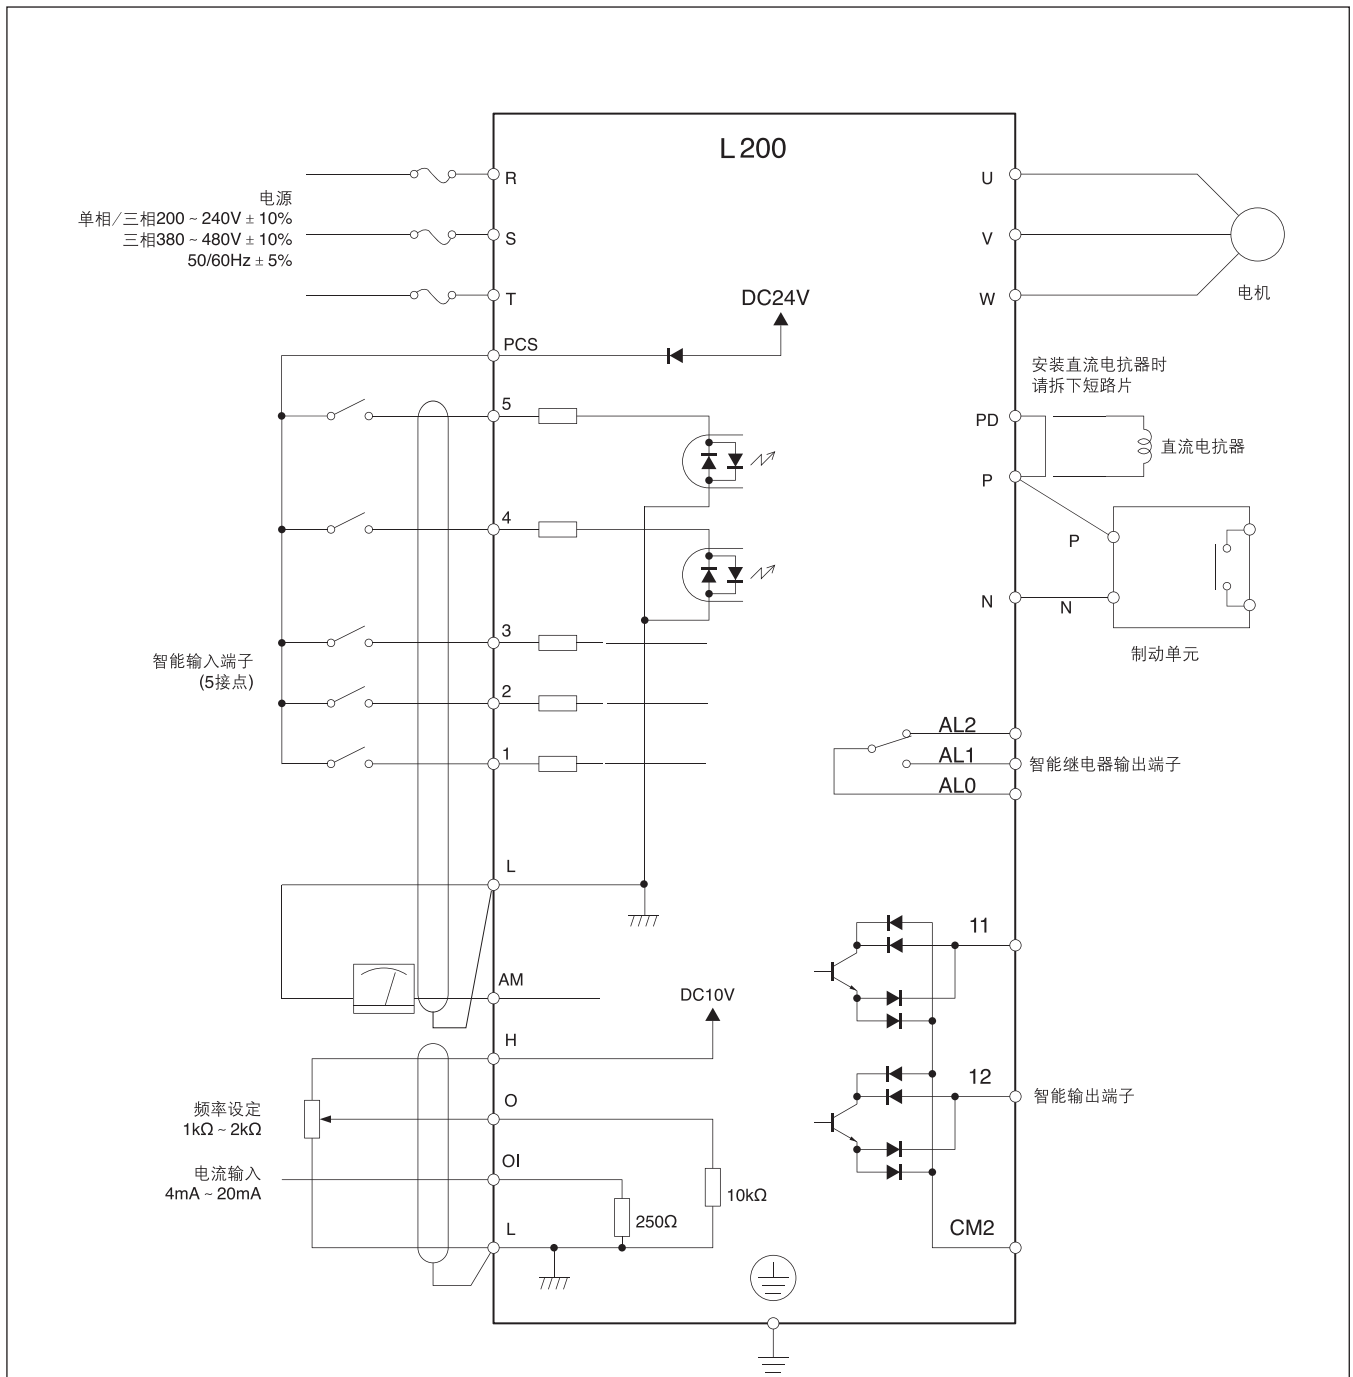 L200
R
电源
单相/三相200 ~ 240V ± 10%
三相380 ~ 480V ± 10%
50/60Hz ± 5%
S
T
U
V
W
电机
DC24V
PCS
5
4
3
2
1
智能输入端子
(5接点)
安装直流电抗器时
请拆下短路片
PD
直流电抗器
P
P
N
N
制动单元
AL2
AL1
智能继电器输出端子
AL0
L
AM
DC10V
H
O
频率设定
1kΩ ~ 2kΩ
OI
电流输入
4mA ~ 20mA
10kΩ
250Ω
L
11
12
智能输出端子
CM2